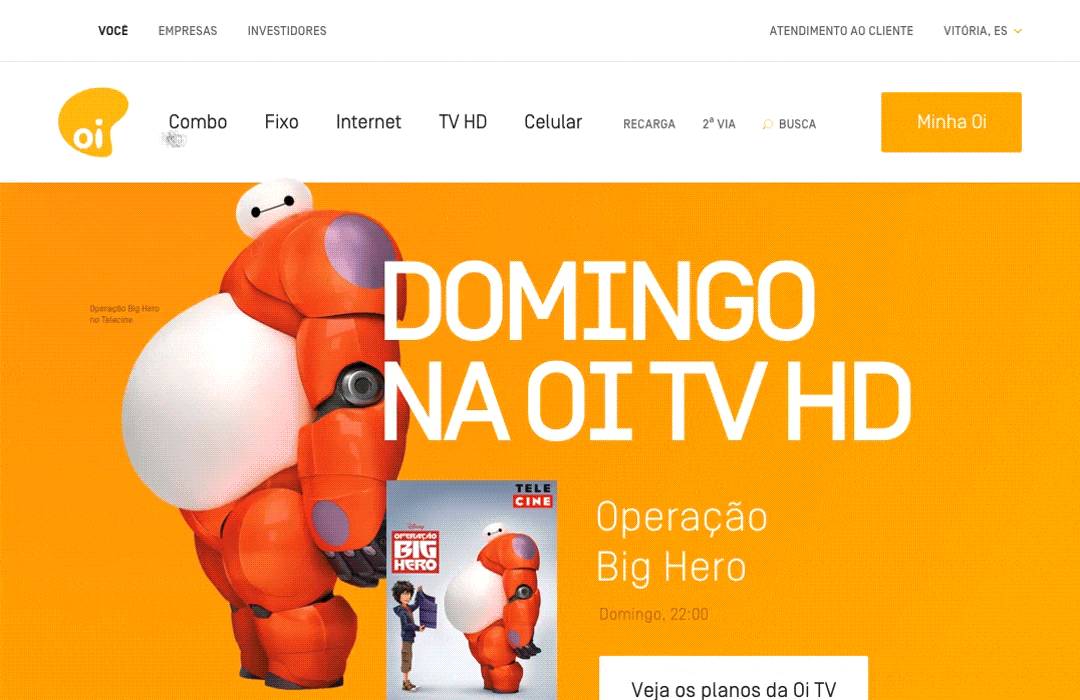 VOCÊ EMPRESAS INVESTIDORES ATENDIMENTO AO CLIENTE VITÓRIA, ES
oi Combo Fixo Internet TV HD Celular RECARGA 2ª VIA BUSCA Minha Oi
Operação Big Hero
no Telecine
DOMINGO
NA OI TV HD
TELE
CINE
Disney
OPERAÇÃO
BIG
HERO
Operação
Big Hero
Domingo, 22:00
Veja os planos da Oi TV